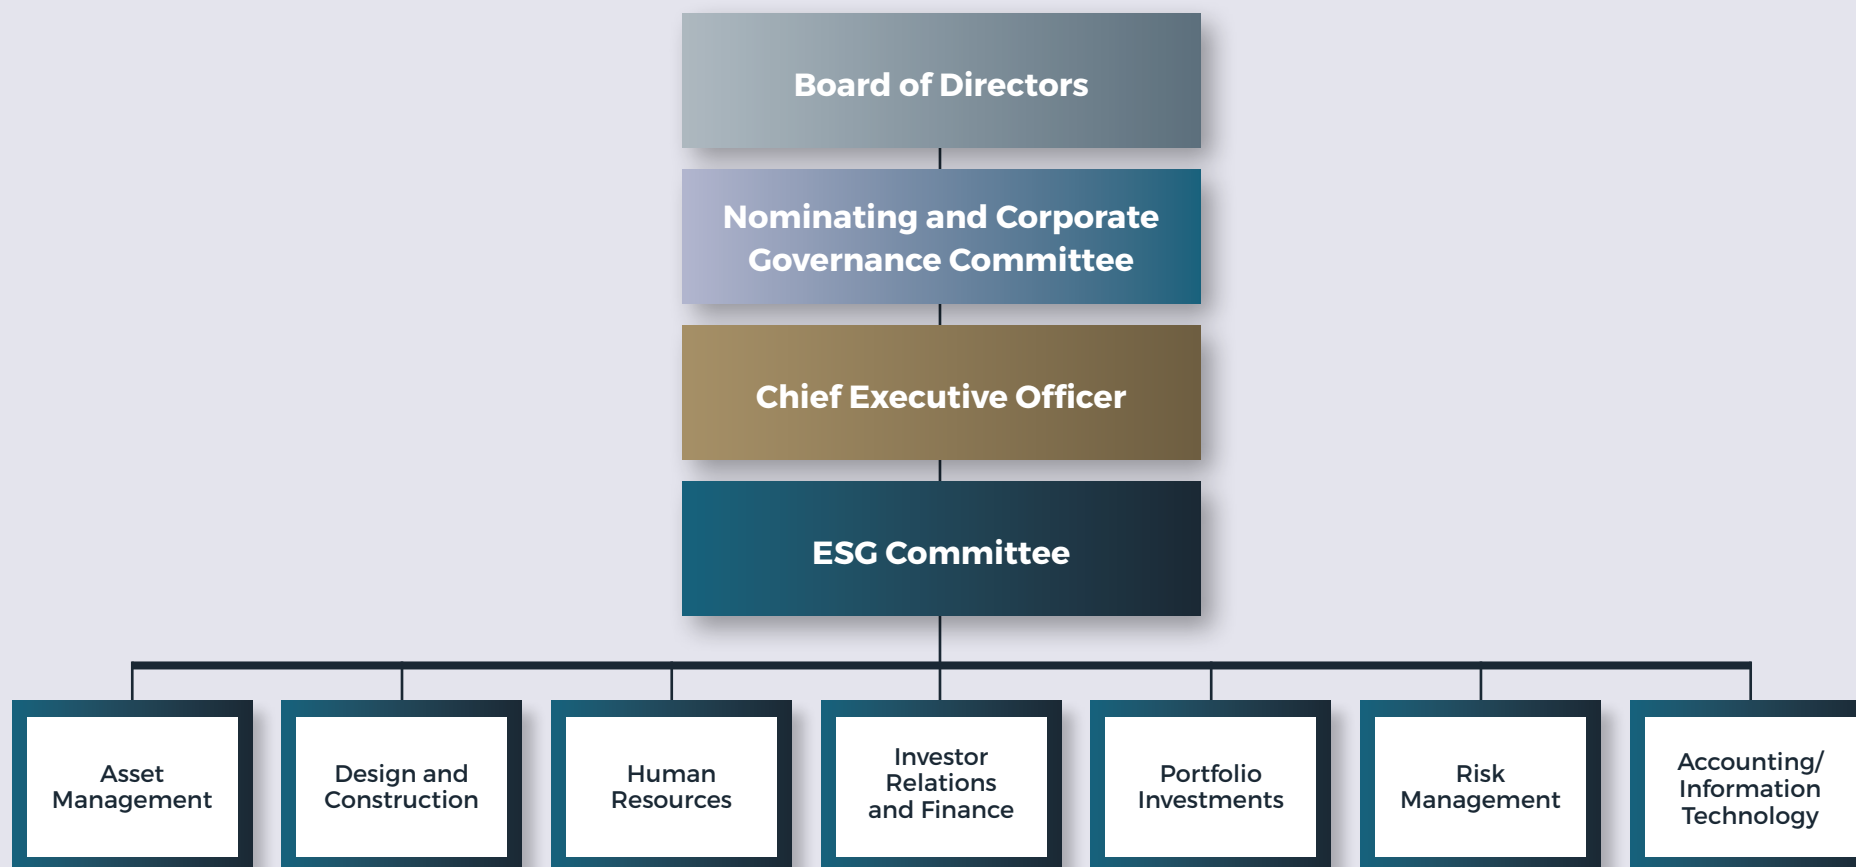 Board of Directors
Nominating and Corporate
Governance Committee
Chief Executive Officer
ESG Committee
Asset
Management
Design and
Construction
Human
Resources
Investor
Relations
and Finance
Portfolio
Investments
Risk
Management
Accounting/
Information
Technology